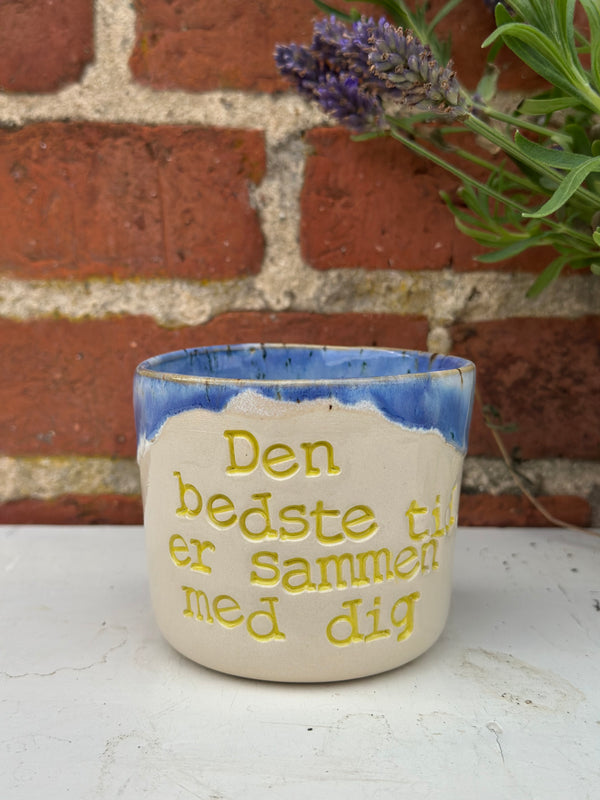 Den
bedste tid
er sammen
med dig